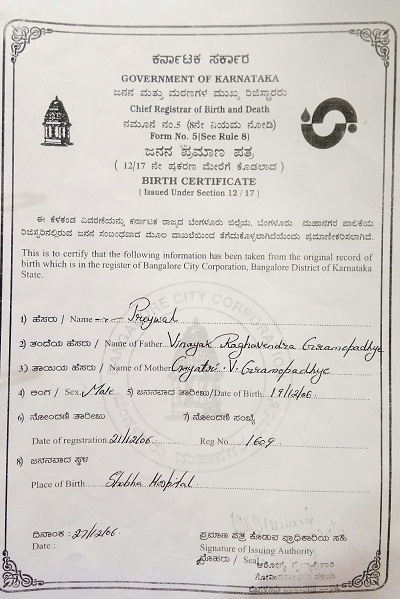 ಕರ್ನಾಟಕ ಸರ್ಕಾರ
GOVERNMENT OF KARNATAKA
ಜನನ ಮತ್ತು ಮರಣಗಳ ಮುಖ್ಯ ರಿಜಿಸ್ಟ್ರಾರರು
Chief Registrar of Birth and Death
ನಮೂನೆ ನಂ.5 (8ನೇ ನಿಯಮ ನೋಡಿ)
Form No. 5(See Rule 8)
ಜನನ ಪ್ರಮಾಣ ಪತ್ರ
( 12/17 ನೇ ಪ್ರಕರಣ ಮೇರೆಗೆ ಕೊಡಲಾದ )
BIRTH CERTIFICATE
( Issued Under Section 12 / 17 )
ಈ ಕೆಳಕಂಡ ವಿವರಣೆಯನ್ನು ಕರ್ನಾಟಕ ರಾಜ್ಯದ ಬೆಂಗಳೂರು ಜಿಲ್ಲೆಯ, ಬೆಂಗಳೂರು ಮಹಾನಗರ ಪಾಲಿಕೆಯ
ರಿಜಿಸ್ಟರಿನಲ್ಲಿರುವ ಜನನ ಸಂಬಂಧವಾದ ಮೂಲ ದಾಖಲೆಯಿಂದ ತೆಗೆದುಕೊಳ್ಳಲಾಗಿದೆಯೆಂದು ಪ್ರಮಾಣೀಕರಿಸಲಾಗಿದೆ.
This is to certify that the following information has been taken from the original record of
birth which is in the register of Bangalore City Corporation, Bangalore District of Karnataka
State.
1) ಹೆಸರು / Name
2) ತಂದೆಯ ಹೆಸರು / Name of Father Vinayak Raghavendra
3) ತಾಯಿಯ ಹೆಸರು / Name of Mother Gayatri . V.
4) ಲಿಂಗ / Sex Male 5) ಜನನವಾದ ತಾರೀಖು/Date of Birth 19/12/06.
6) ನೋಂದಣಿ ತಾರೀಖು 7) ನೋಂದಣಿ ಸಂಖ್ಯೆ
Date of registration 21/12/06. Reg No 1609
8) ಜನನವಾದ ಸ್ಥಳ
Place of Birth Shobha Hospital
ದಿನಾಂಕ : 27/12/06.
Date :
ಪ್ರಮಾಣ ಪತ್ರ ಕೊಡುವ ಪ್ರಾಧಿಕಾರಿಯ ಸಹಿ
Signature of Issuing Authority
ಮೊಹರು / Seal